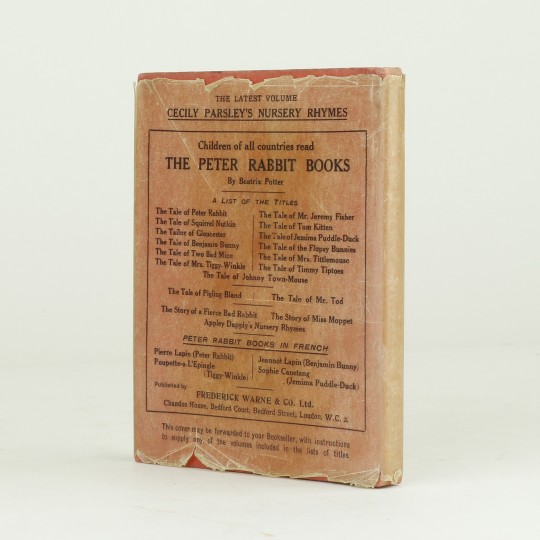 THE LATEST VOLUME
CECILY PARSLEY'S NURSERY RHYMES
Children of all countries read
THE PETER RABBIT BOOKS
By Beatrix Potter
A LIST OF THE TITLES
The Tale of Peter Rabbit
The Tale of Squirrel Nutkin
The Tailor of Gloucester
The Tale of Benjamin Bunny
The Tale of Two Bad Mice
The Tale of Mrs. Tiggy-Winkle
The Tale of Mr. Jeremy Fisher
The Tale of Tom Kitten
The Tale of Jemima Puddle-Duck
The Tale of the Flopsy Bunnies
The Tale of Mrs. Tittlemouse
The Tale of Timmy Tiptoes
The Tale of Johnny Town-Mouse
The Tale of Pigling Bland
The Tale of Mr. Tod
The Story of a Fierce Bad Rabbit
The Story of Miss Moppet
Appley Dapply's Nursery Rhymes
PETER RABBIT BOOKS IN FRENCH
Pierre Lapin (Peter Rabbit)
Poupette-a-L'Epingle
(Tiggy-Winkle)
Jeannot Lapin (Benjamin Bunny)
Sophie Canetang
(Jemima Puddle-Duck)
Published by
FREDERICK WARNE & CO. Ltd.
Chandos House, Bedford Court, Bedford Street, London, W.C. 2
This cover may be forwarded to your Bookseller, with instructions
to supply any of the volumes included in the lists of titles